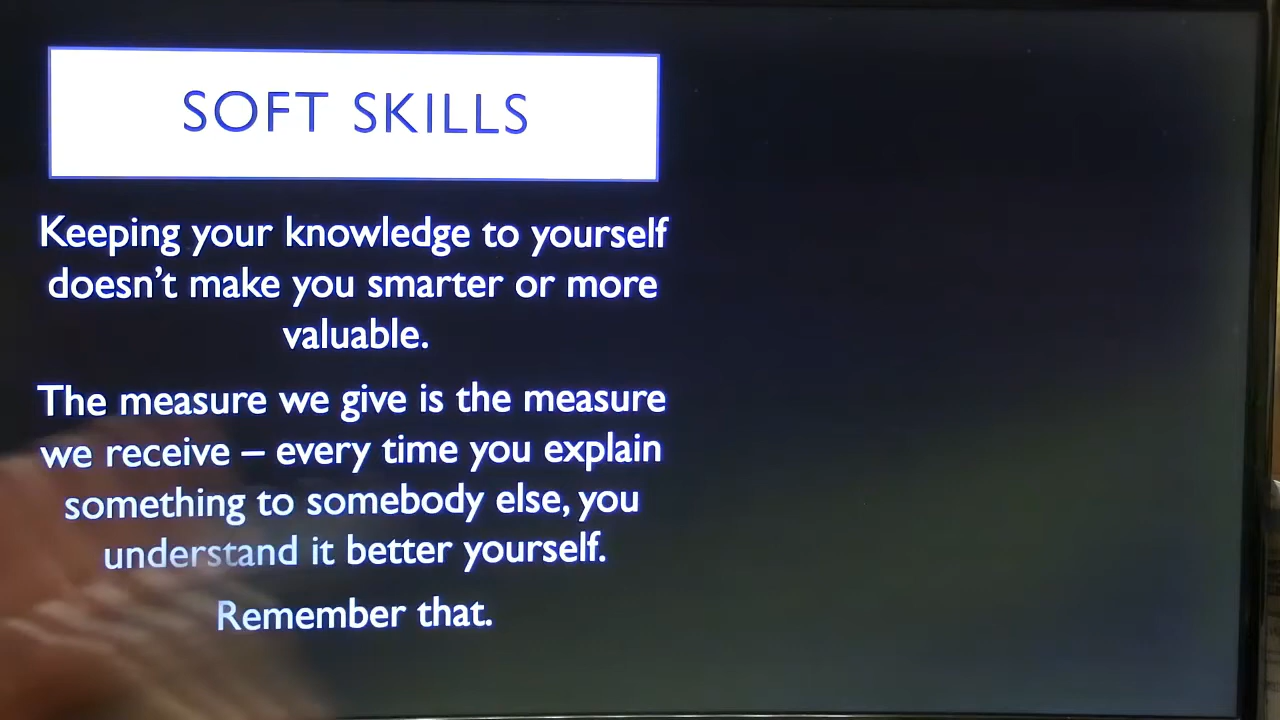 SOFT SKILLS
Keeping your knowledge to yourself
doesn't make you smarter or more
valuable.
The measure we give is the measure
we receive – every time you explain
something to somebody else, you
understand it better yourself.
Remember that.